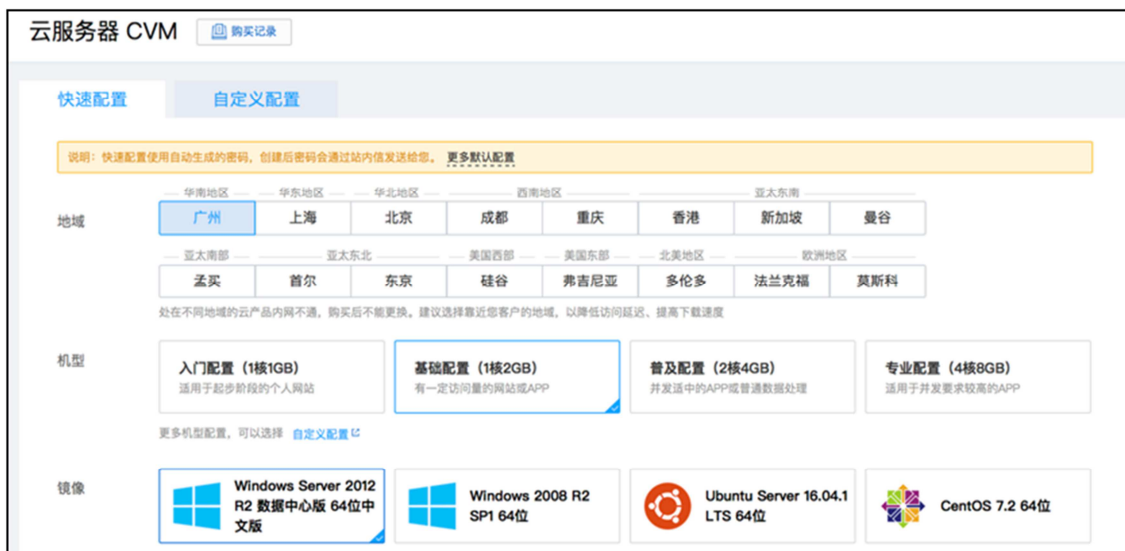 云服务器 CVM 购买记录
快速配置 自定义配置
说明：快速配置使用自动生成的密码，创建后密码会通过站内信发送给您。 更多默认配置
华南地区 华东地区 华北地区 西南地区 亚太东南
地域 广州 上海 北京 成都 重庆 香港 新加坡 曼谷
亚太南部 亚太东北 美国西部 美国东部 北美地区 欧洲地区
孟买 首尔 东京 硅谷 弗吉尼亚 多伦多 法兰克福 莫斯科
处在不同地域的云产品内网不通，购买后不能更换。建议选择靠近您客户的地域，以降低访问延迟、提高下载速度
机型
入门配置（1核1GB）
适用于起步阶段的个人网站
基础配置（1核2GB）
有一定访问量的网站或APP
普及配置（2核4GB）
并发适中的APP或普通数据处理
专业配置（4核8GB）
适用于并发要求较高的APP
更多机型配置，可以选择 自定义配置
镜像
Windows Server 2012
R2 数据中心版 64位中
文版
Windows 2008 R2
SP1 64位
Ubuntu Server 16.04.1
LTS 64位
CentOS 7.2 64位